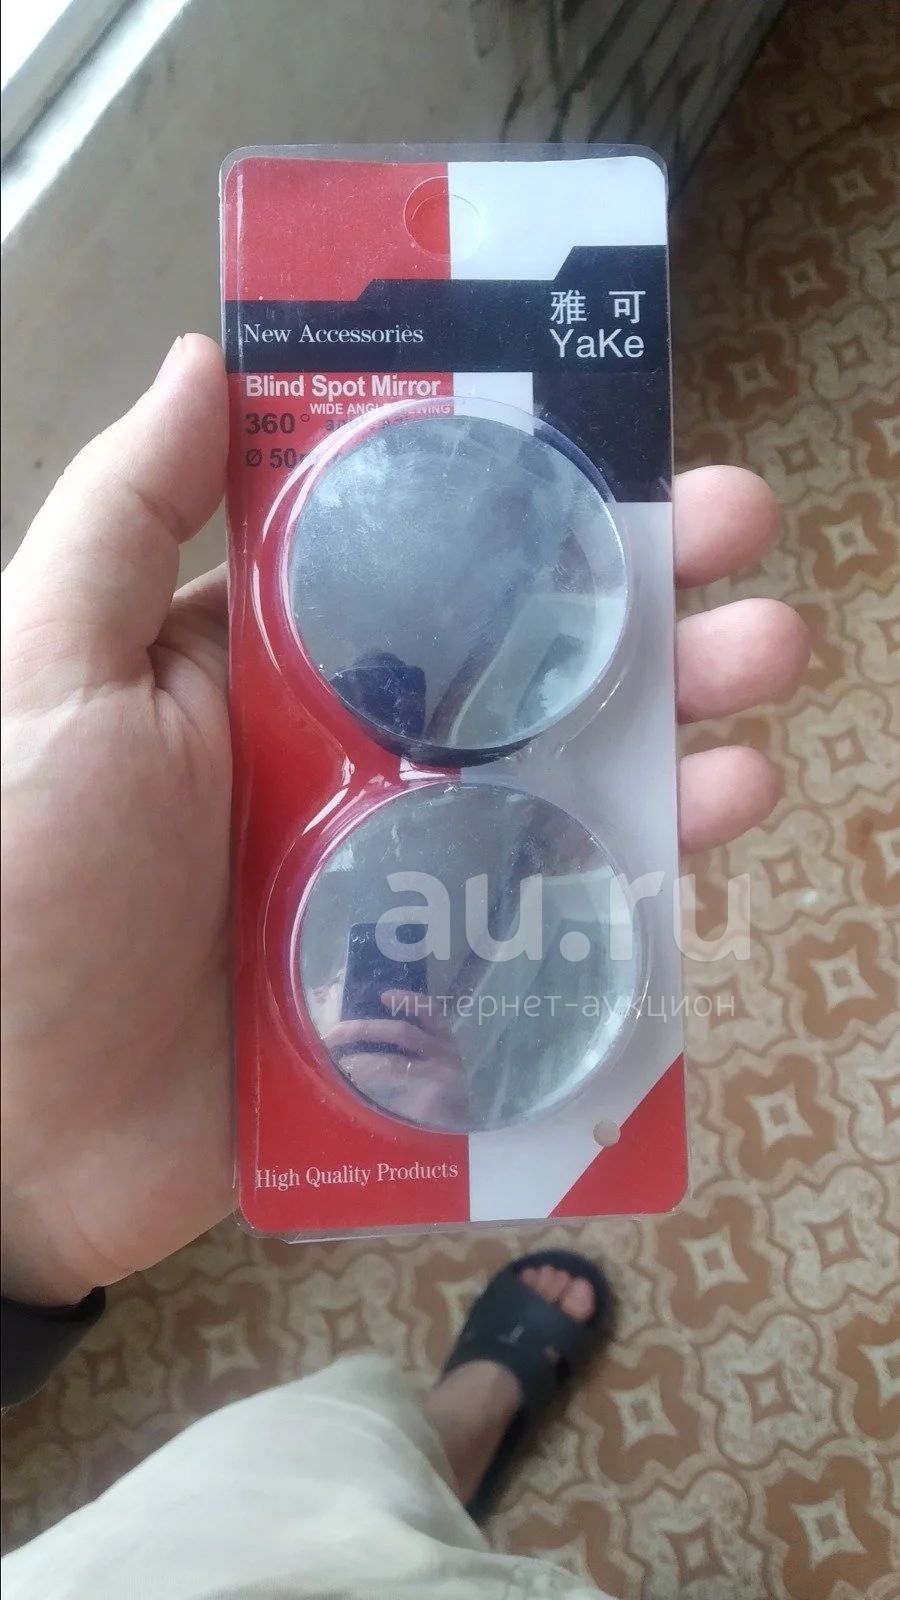 雅可
New Accessories
YaKe
Blind Spot Mirror
WIDE ANGLE VIEWING
360°
Ø 50
au.ru
интернет-аукцион
High Quality Products